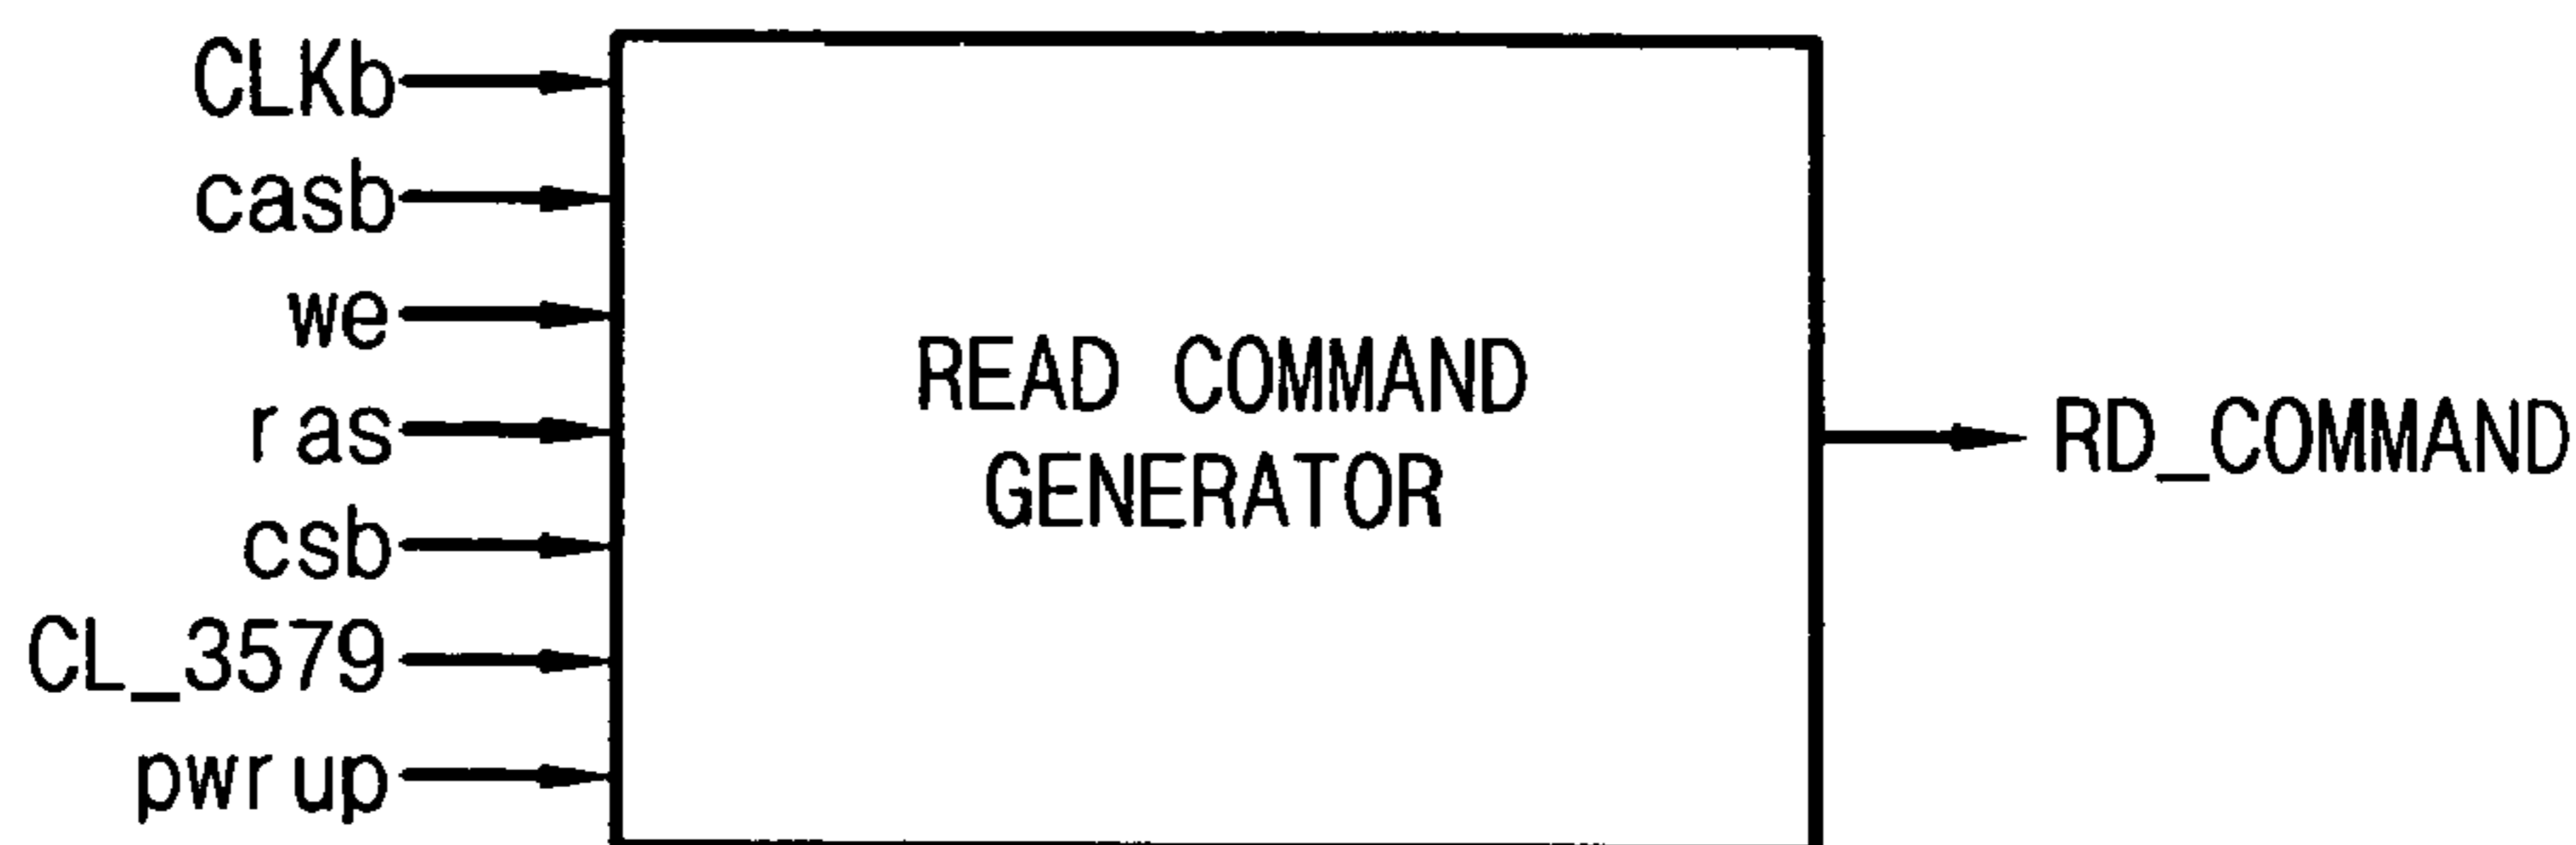 CLKb
casb
we
ras
csb
CL_3579
pwrup
READ COMMAND
GENERATOR
RD_COMMAND